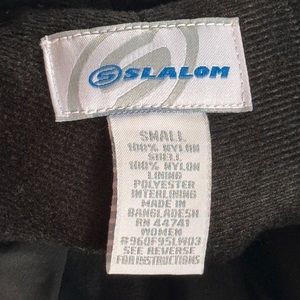 SLALOM
SMALL
100% NYLON
SHELL
100% NYLON
LINING
POLYESTER
INTERLINING
MADE IN
BANGLADESH
RN 44741
WOMEN
#960F95LW03
SEE REVERSE
FOR INSTRUCTIONS